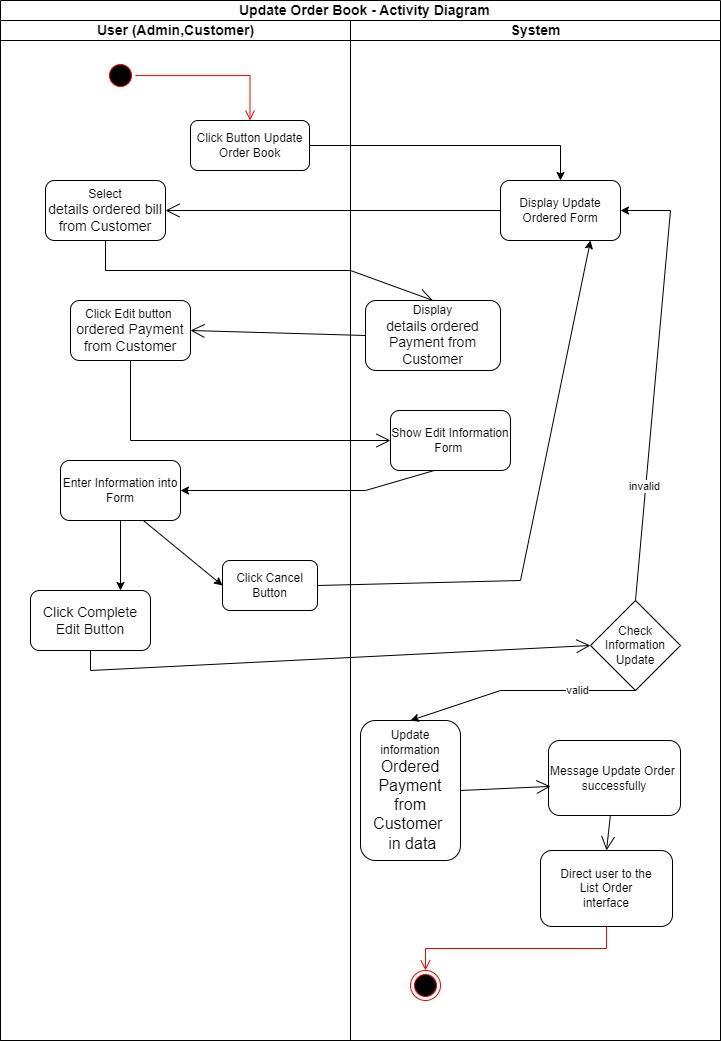 Update Order Book - Activity Diagram
User (Admin,Customer)
System
Click Button Update
Order Book
Select
details ordered bill
from Customer
Display Update
Ordered Form
Click Edit button
ordered Payment
from Customer
Display
details ordered
Payment from
Customer
Show Edit Information
Form
Enter Information into
Form
invalid
Click Cancel
Button
Click Complete
Edit Button
Check
Information
Update
valid
Update
information
Ordered
Payment
from
Customer
in data
Message Update Order
successfully
Direct user to the
List Order
interface